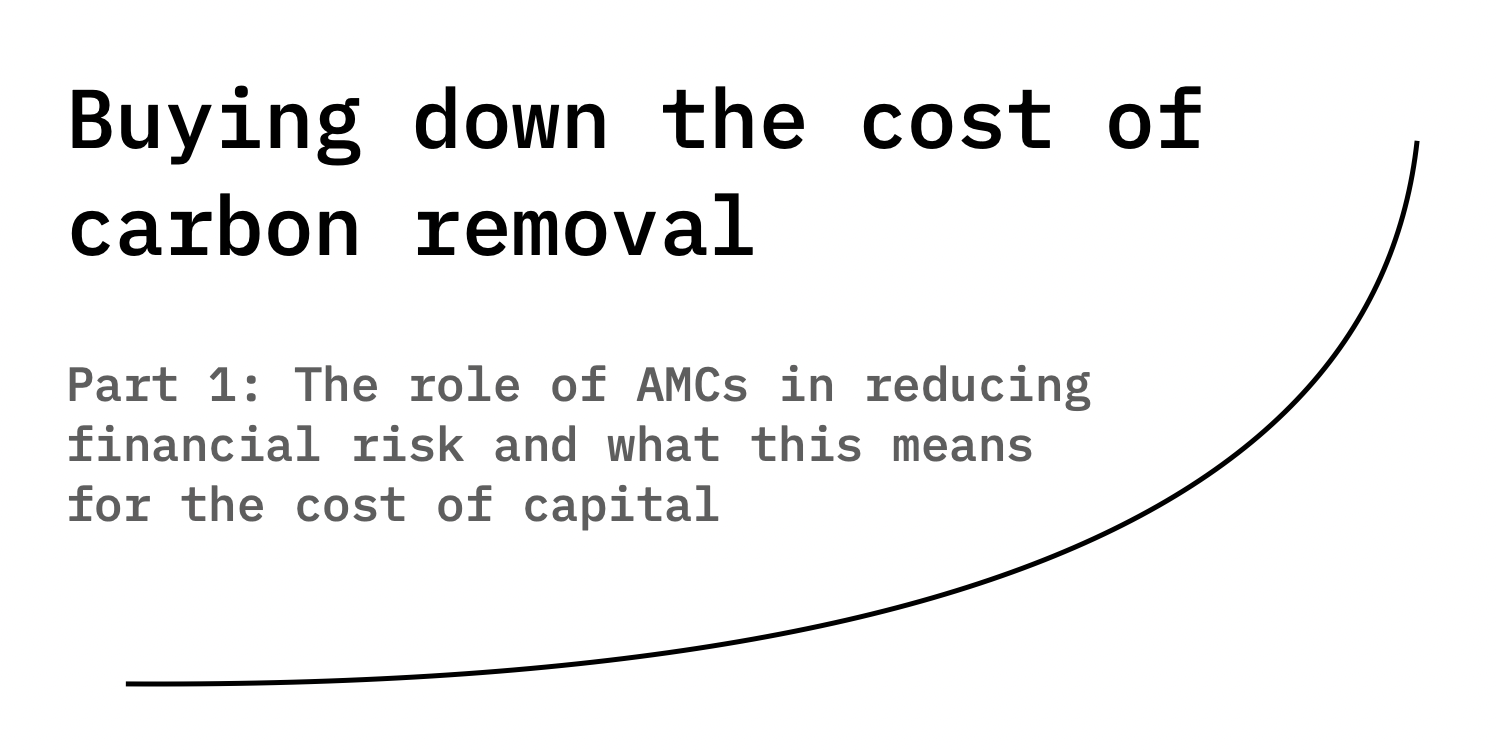 Buying down the cost of
carbon removal
Part 1: The role of AMCs in reducing
financial risk and what this means
for the cost of capital